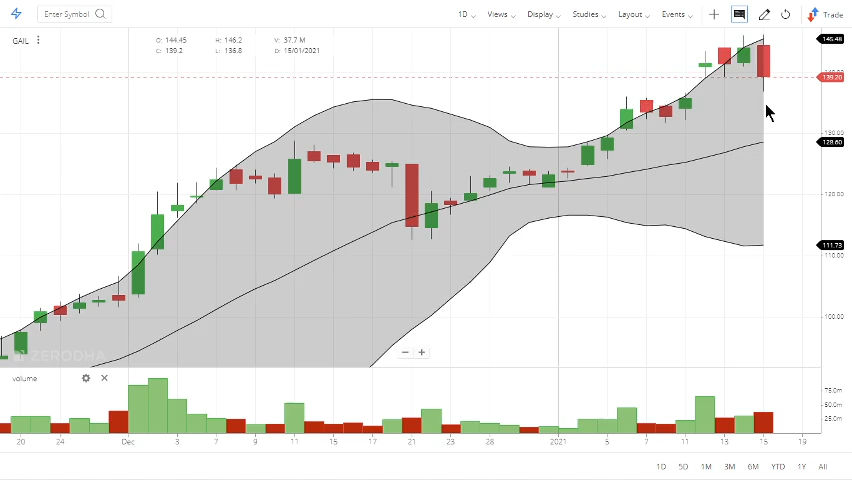 Enter Symbol 1D Views Display Studies Layout Events Trade
GAIL O: 144.45 H: 146.2 V: 37.7 M
C: 139.2 L: 136.8 D: 15/01/2021
145.48
139.20
130.00
128.60
120.00
111.73
110.00
100.00
ZERODHA
volume
75.0m
50.0m
25.0m
20 24 Dec 3 7 9 11 15 17 21 23 28 2021 5 7 11 13 15 19
1D 5D 1M 3M 6M YTD 1Y All